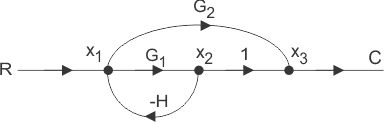 G₂
x₁ G₁ x₂ 1 x₃
R C
-H